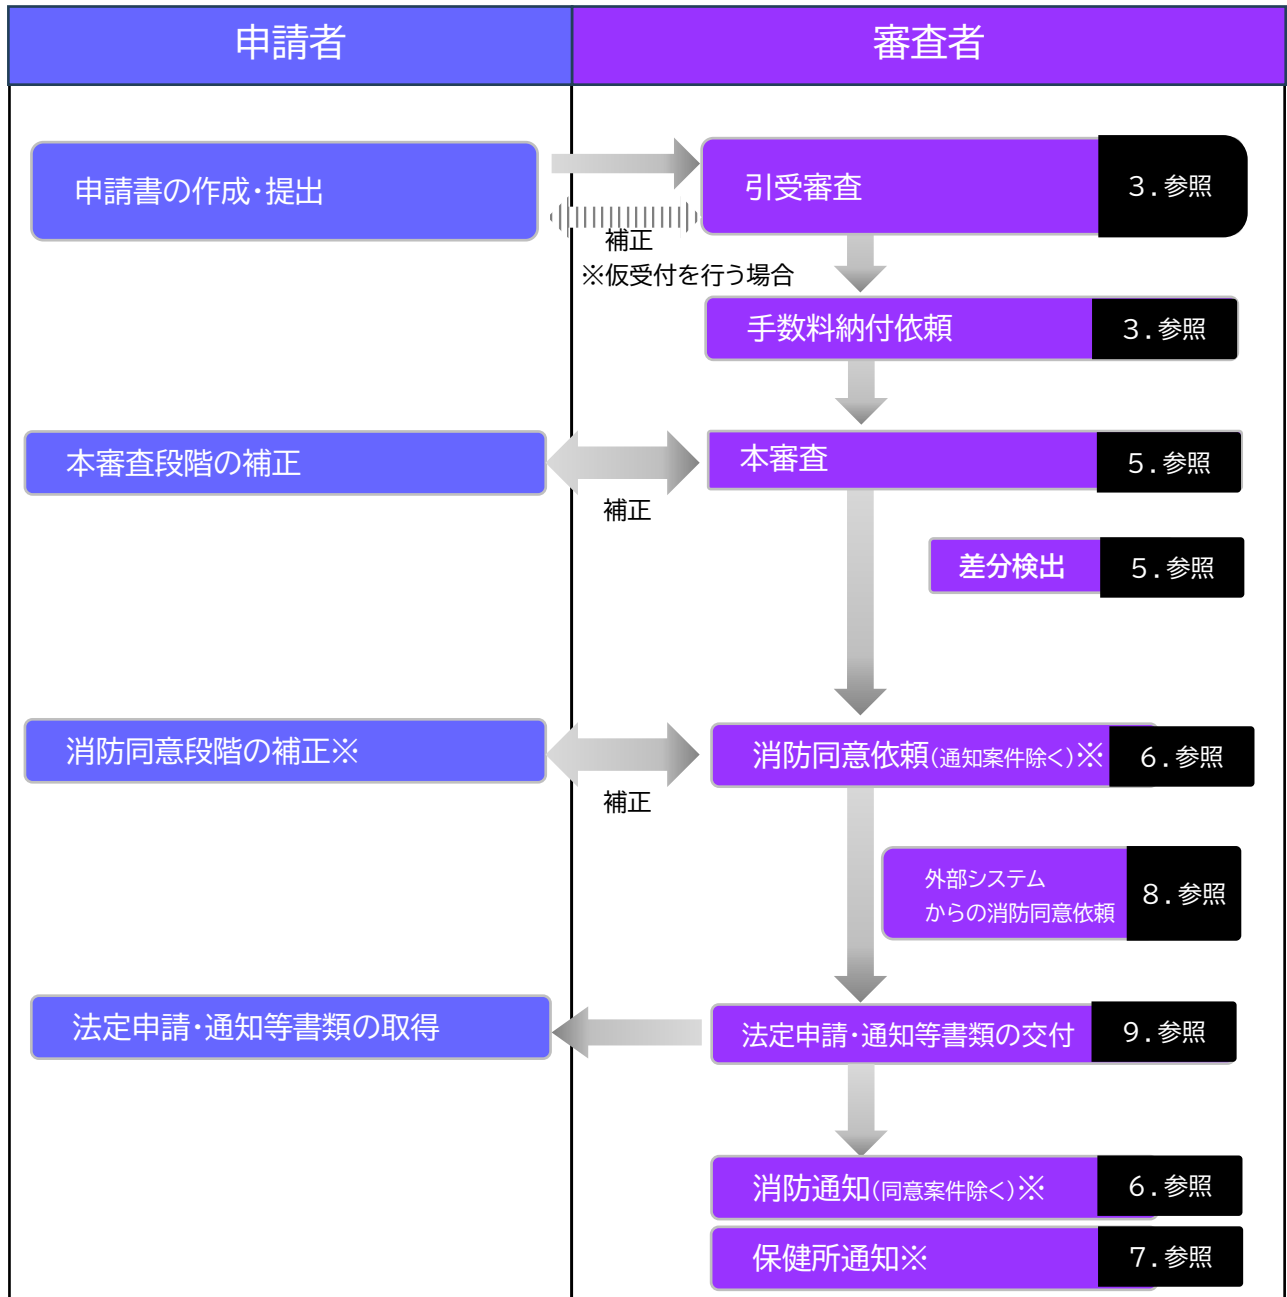 申請者
審査者
申請書の作成・提出
引受審査
3．参照
補正
※仮受付を行う場合
手数料納付依頼
3．参照
本審査段階の補正
本審査
5．参照
補正
差分検出
5．参照
消防同意段階の補正※
消防同意依頼(通知案件除く)※
6．参照
補正
外部システム
からの消防同意依頼
8．参照
法定申請・通知等書類の取得
法定申請・通知等書類の交付
9．参照
消防通知(同意案件除く)※
6．参照
保健所通知※
7．参照